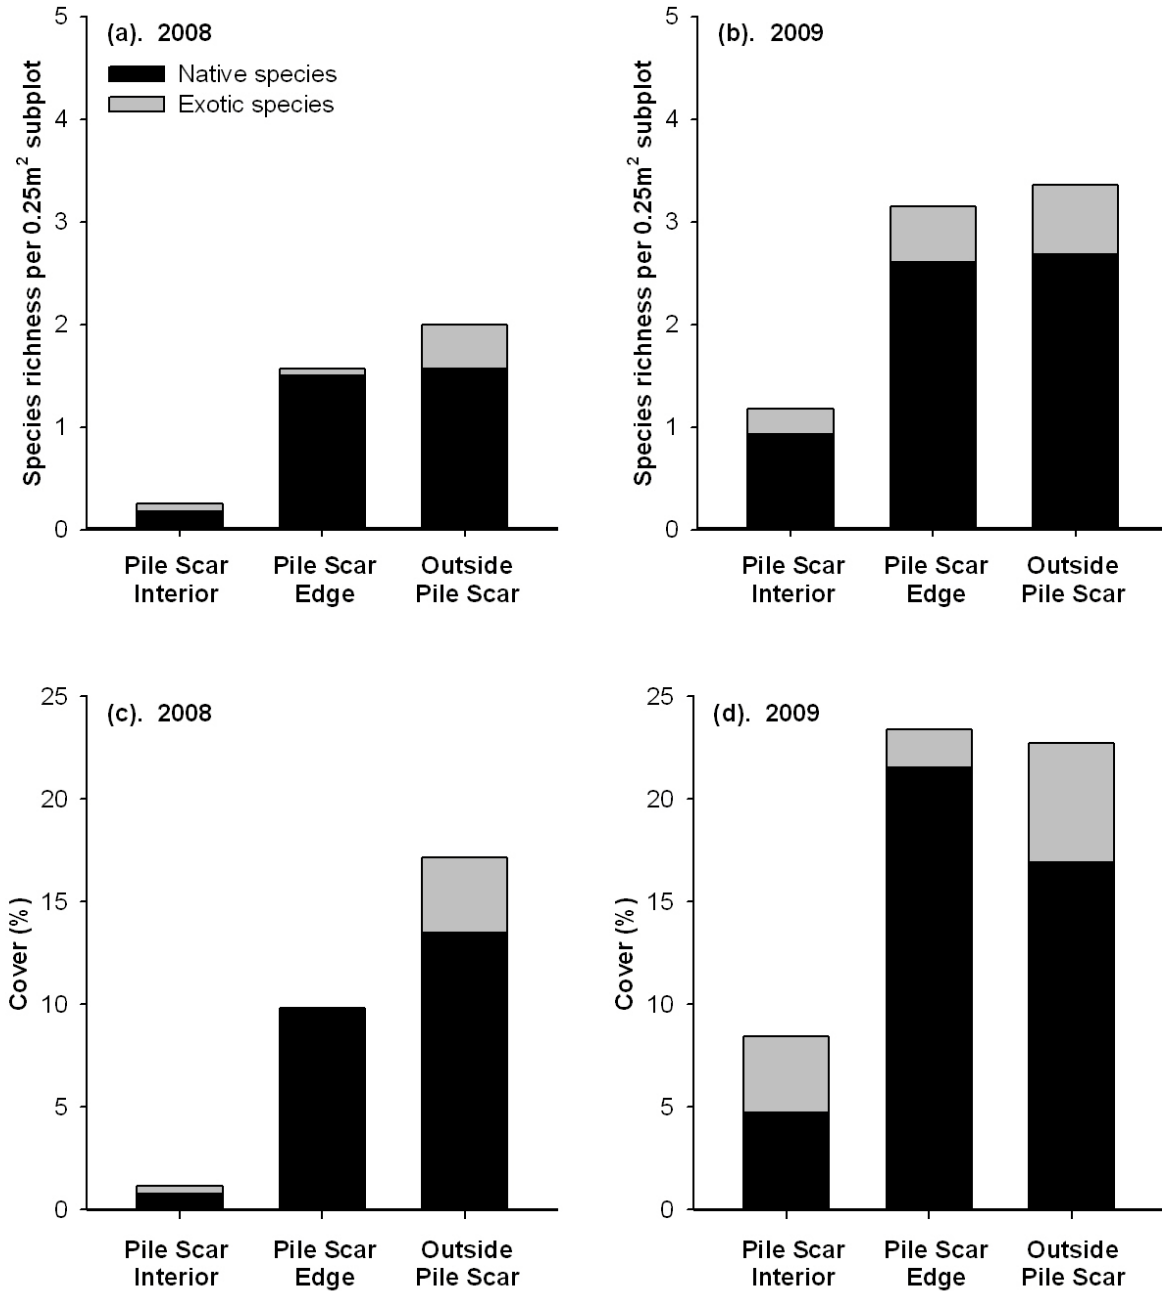 (a). 2008
Native species
Exotic species
Species richness per 0.25m² subplot
5
4
3
2
1
0
Pile Scar
Interior
Pile Scar
Edge
Outside
Pile Scar
(b). 2009
Species richness per 0.25m² subplot
5
4
3
2
1
0
Pile Scar
Interior
Pile Scar
Edge
Outside
Pile Scar
(c). 2008
Cover (%)
25
20
15
10
5
0
Pile Scar
Interior
Pile Scar
Edge
Outside
Pile Scar
(d). 2009
Cover (%)
25
20
15
10
5
0
Pile Scar
Interior
Pile Scar
Edge
Outside
Pile Scar